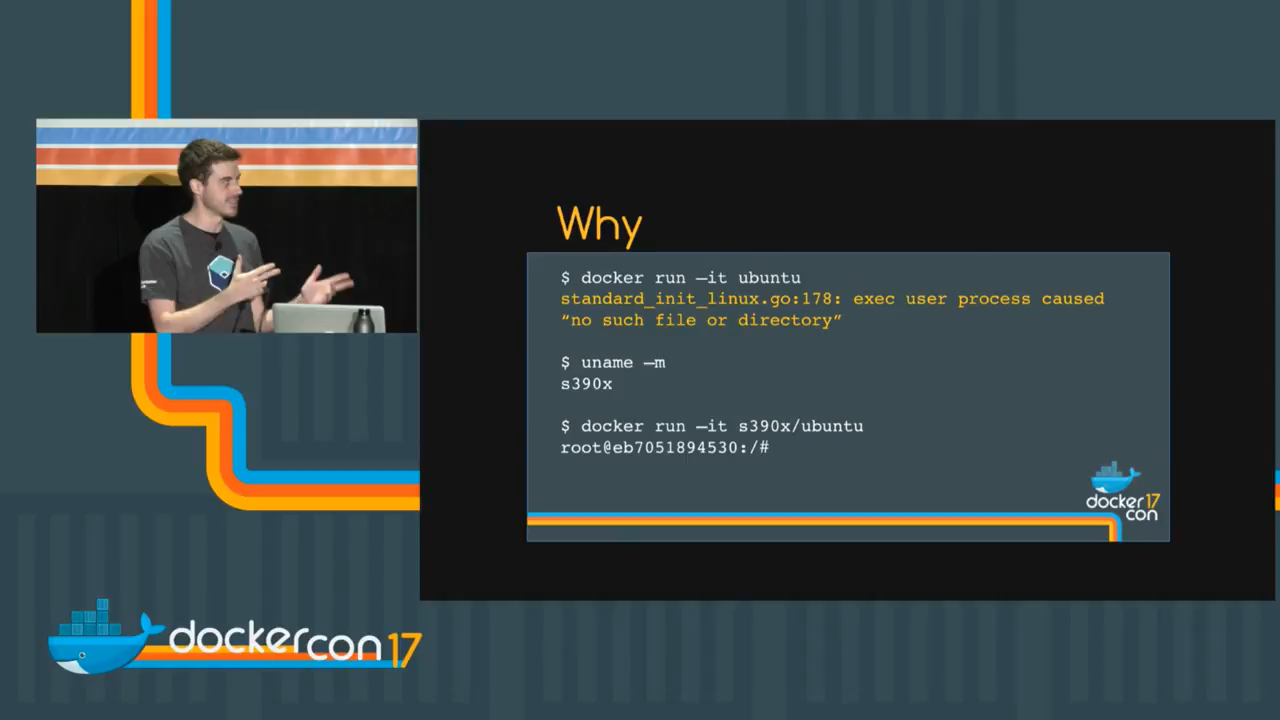 Why
$ docker run –it ubuntu
standard_init_linux.go:178: exec user process caused
“no such file or directory”
$ uname –m
s390x
$ docker run –it s390x/ubuntu
root@eb7051894530:/#
docker 17
con
dockercon 17